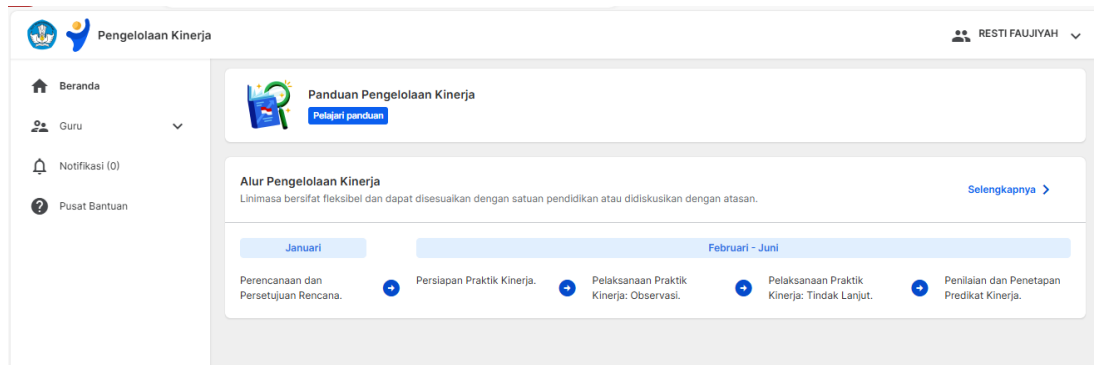 Pengelolaan Kinerja
RESTI FAUJIYAH
Beranda
Guru
Notifikasi (0)
Pusat Bantuan
Panduan Pengelolaan Kinerja
Pelajari panduan
Alur Pengelolaan Kinerja
Linimasa bersifat fleksibel dan dapat disesuaikan dengan satuan pendidikan atau didiskusikan dengan atasan.
Selengkapnya
Januari
Februari - Juni
Perencanaan dan
Persetujuan Rencana.
Persiapan Praktik Kinerja.
Pelaksanaan Praktik
Kinerja: Observasi.
Pelaksanaan Praktik
Kinerja: Tindak Lanjut.
Penilaian dan Penetapan
Predikat Kinerja.